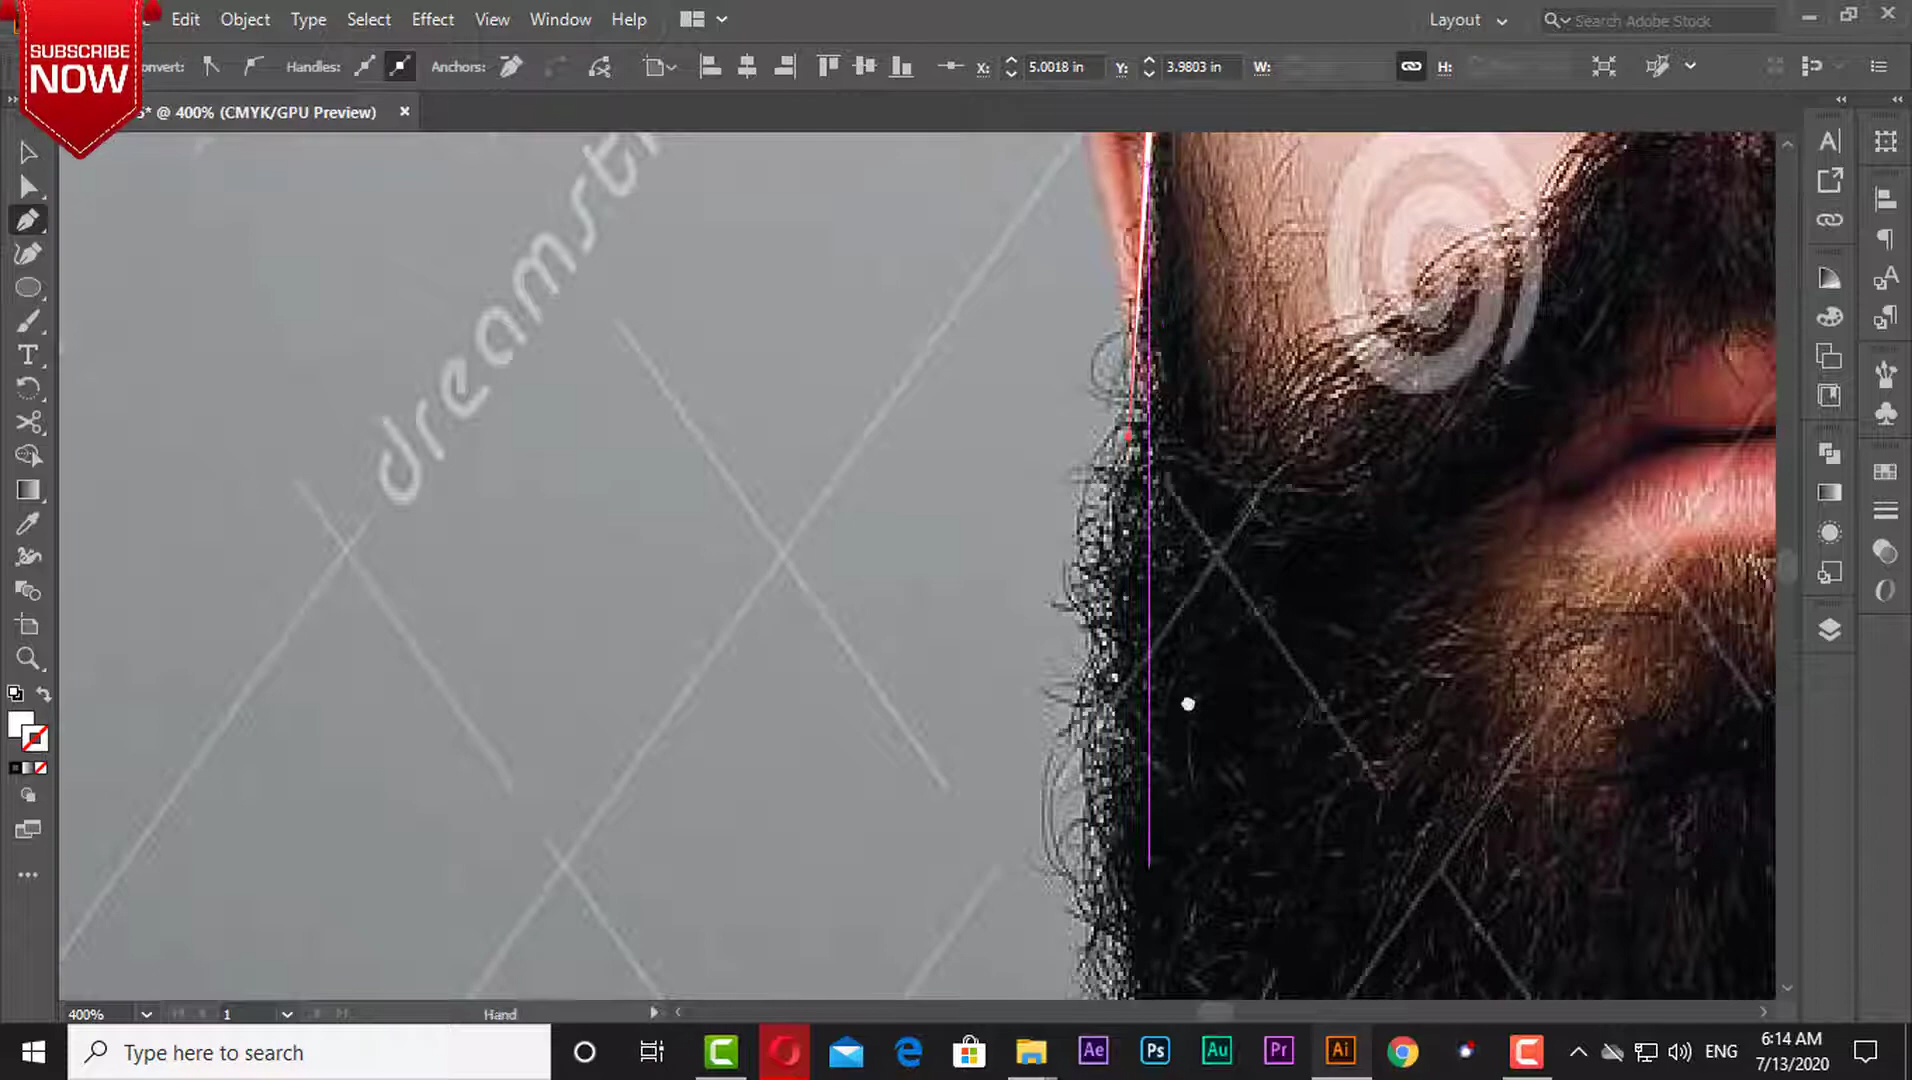 Edit Object Type Select Effect View Window Help Layout Search Adobe Stock
SUBSCRIBE
NOW
onvert: Handles: Anchors: X: 5.0018 in Y: 3.9803 in W: H:
5* @ 400% (CMYK/GPU Preview)
dreamsti
400% 1 Hand
Type here to search
Ae Ps Au Pr Ai
ENG
6:14 AM
7/13/2020